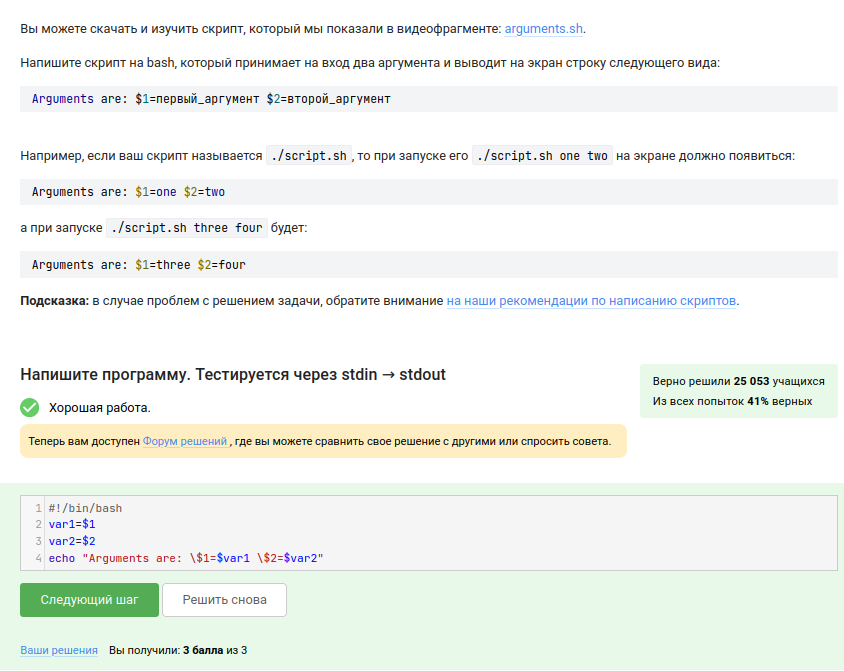 Вы можете скачать и изучить скрипт, который мы показали в видеофрагменте: arguments.sh.
Напишите скрипт на bash, который принимает на вход два аргумента и выводит на экран строку следующего вида:
Arguments are: $1=первый_аргумент $2=второй_аргумент
Например, если ваш скрипт называется ./script.sh , то при запуске его ./script.sh one two на экране должно появиться:
Arguments are: $1=one $2=two
а при запуске ./script.sh three four будет:
Arguments are: $1=three $2=four
Подсказка: в случае проблем с решением задачи, обратите внимание на наши рекомендации по написанию скриптов.
Напишите программу. Тестируется через stdin → stdout
Верно решили 25 053 учащихся
Из всех попыток 41% верных
Хорошая работа.
Теперь вам доступен Форум решений , где вы можете сравнить свое решение с другими или спросить совета.
1 #!/bin/bash
2 var1=$1
3 var2=$2
4 echo "Arguments are: \$1=$var1 \$2=$var2"
Следующий шаг Решить снова
Ваши решения Вы получили: 3 балла из 3